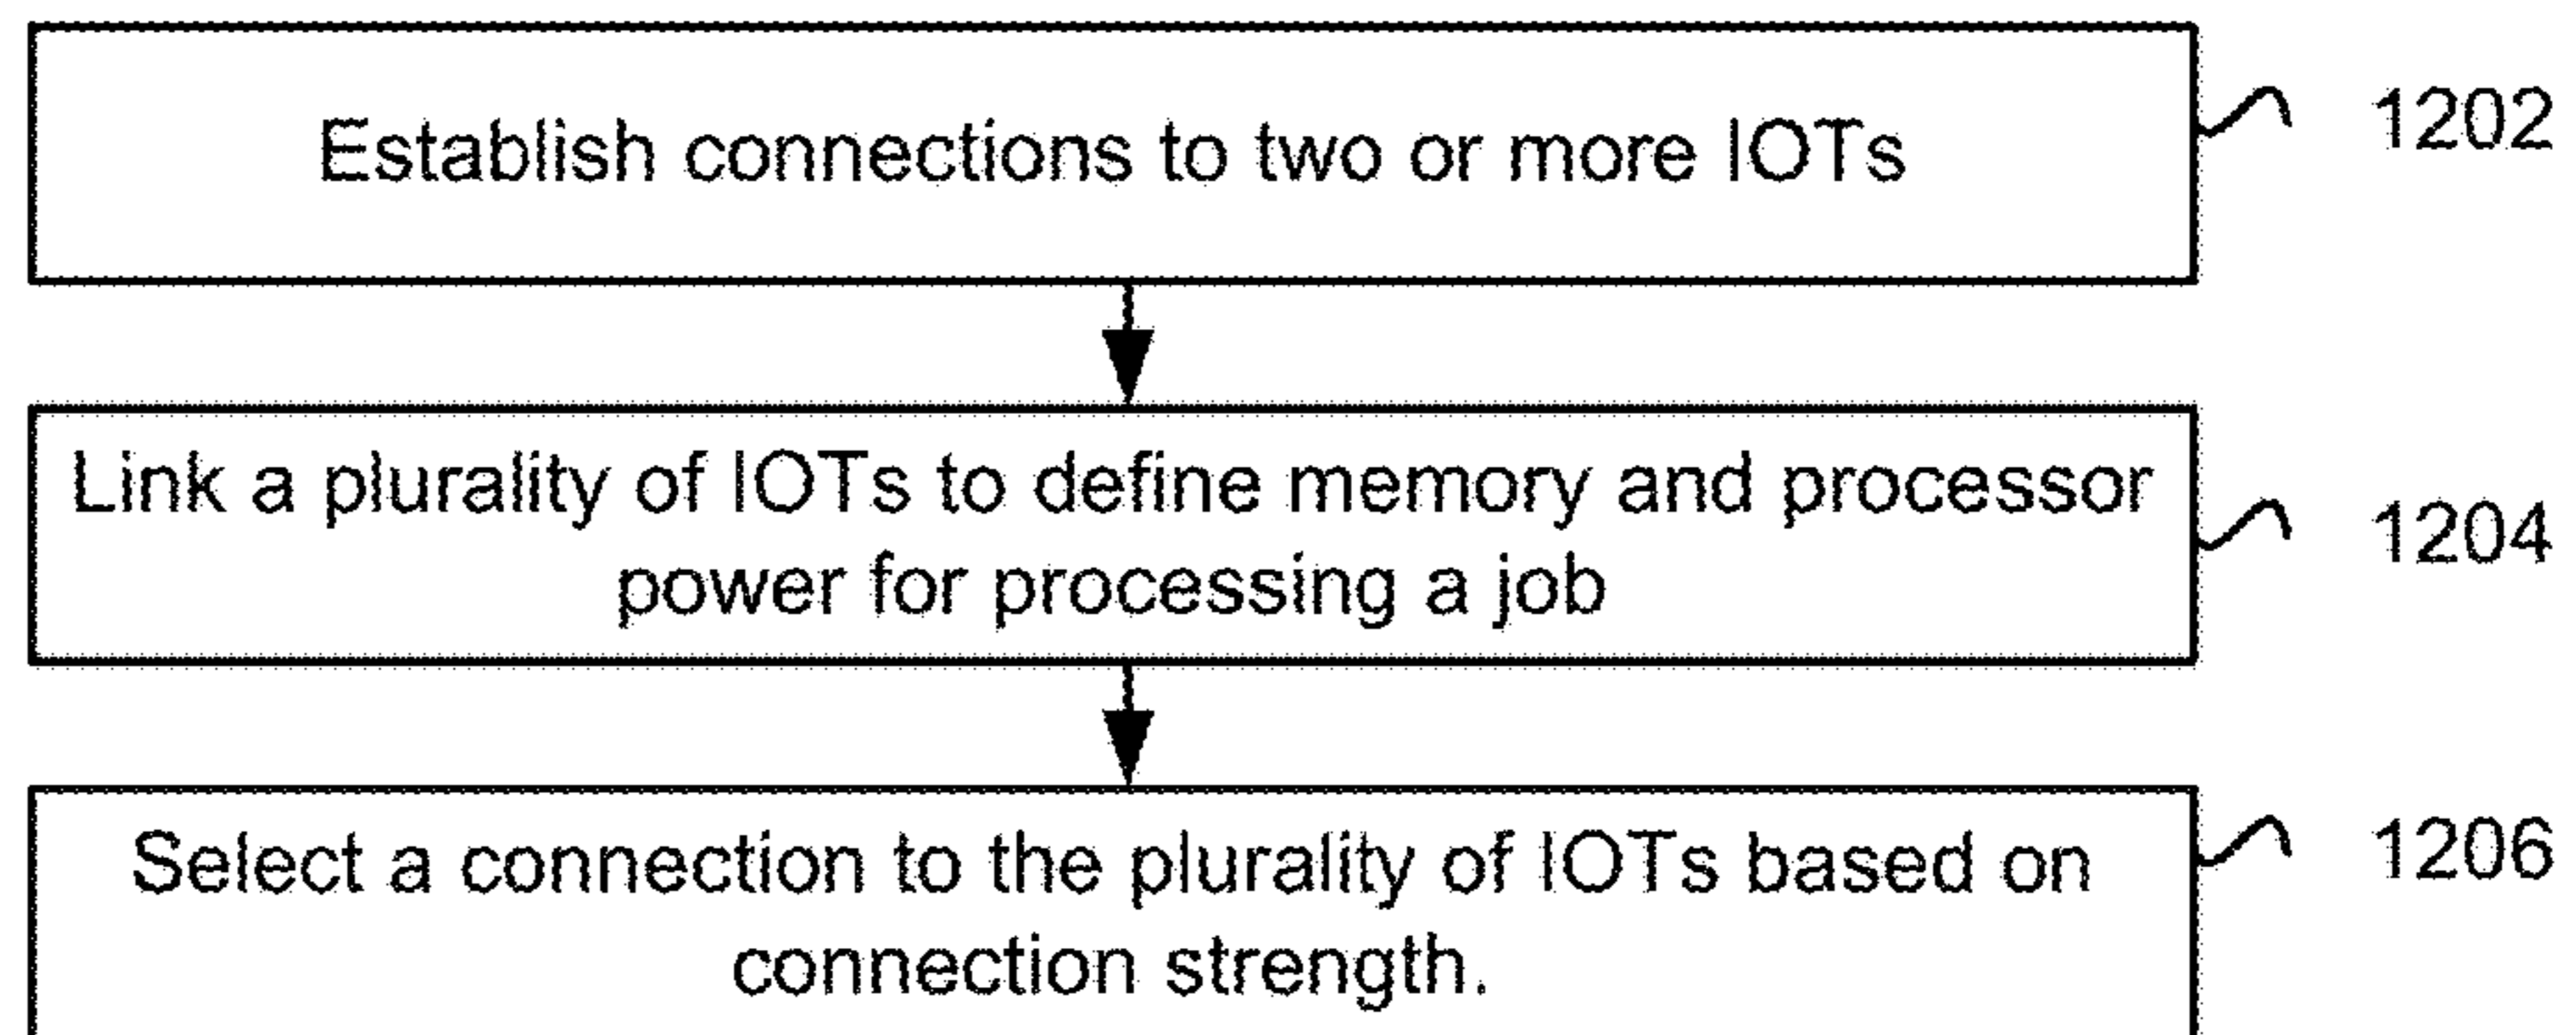 Establish connections to two or more IOTs
1202
Link a plurality of IOTs to define memory and processor
power for processing a job
1204
Select a connection to the plurality of IOTs based on
connection strength.
1206